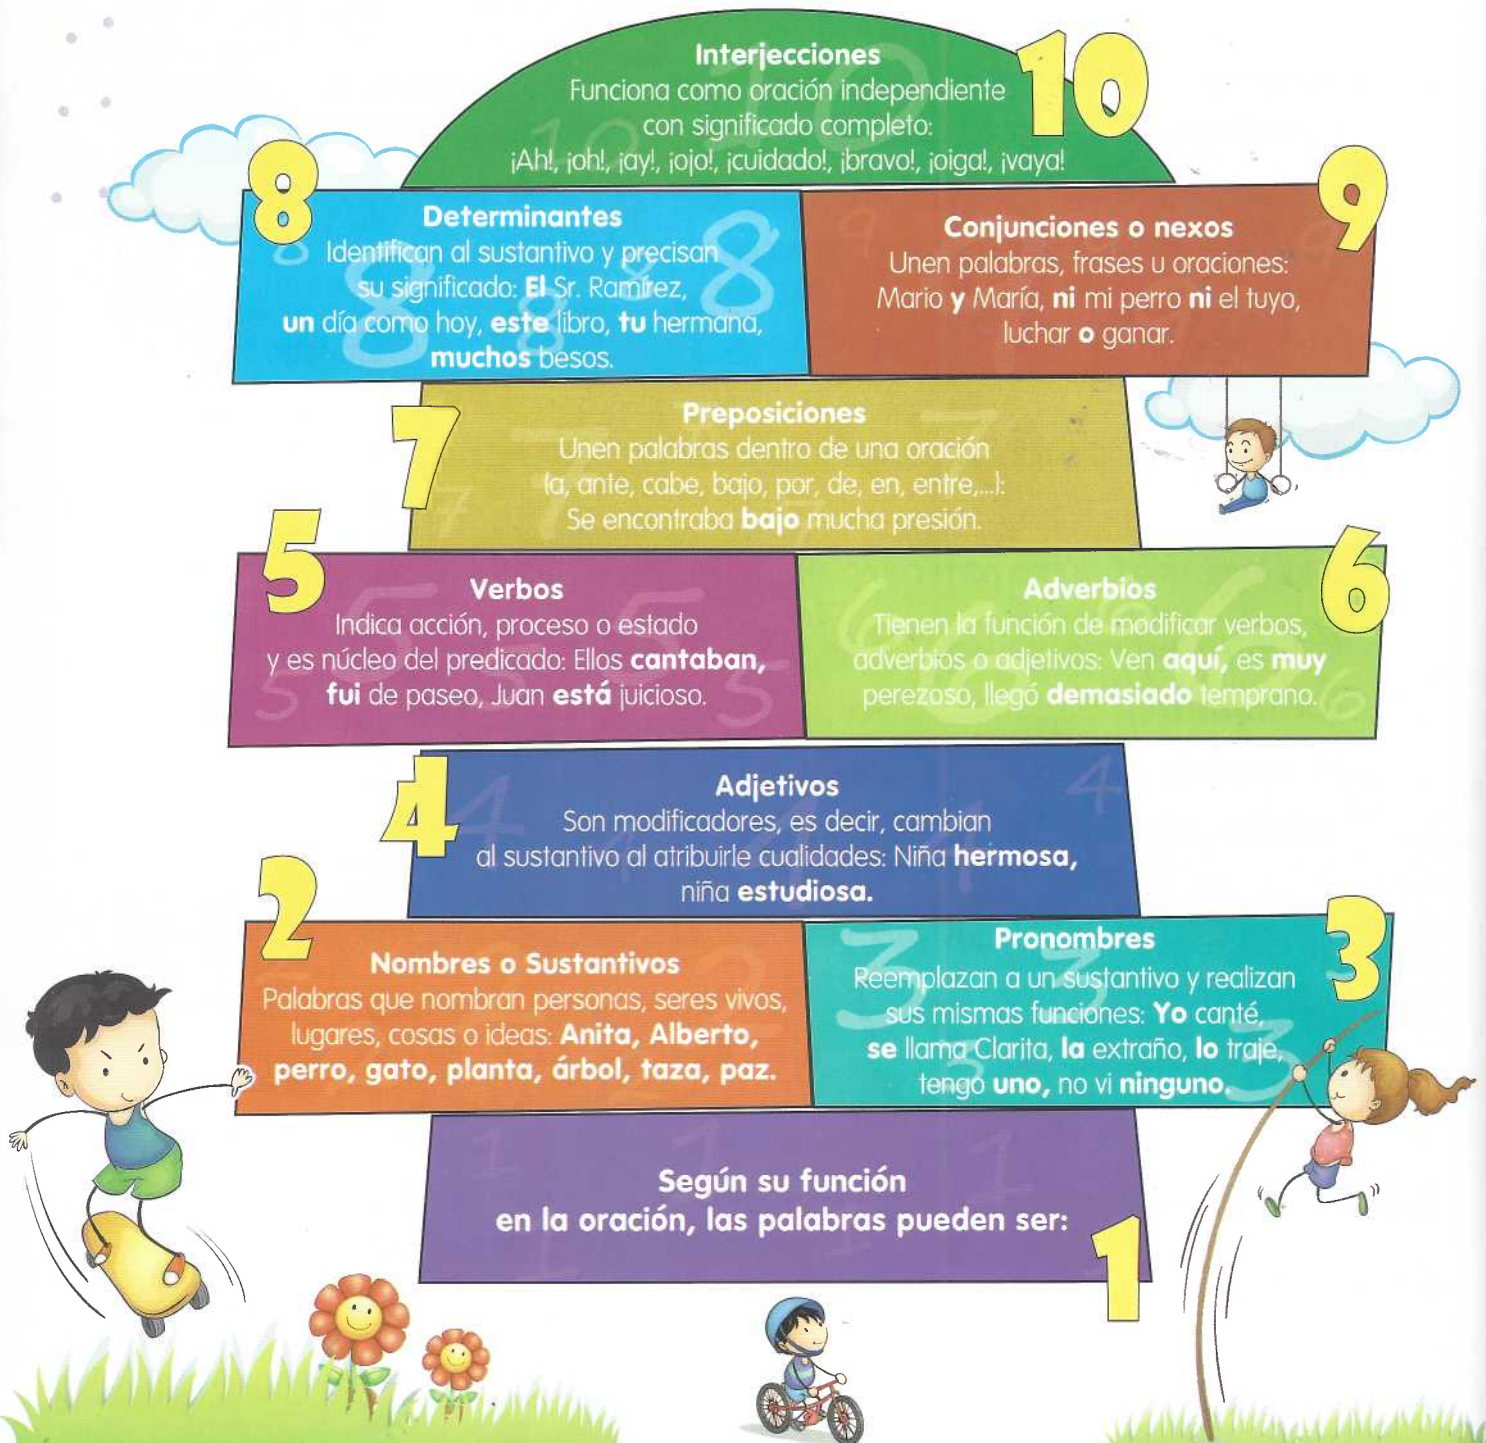 Interjecciones
Funciona como oración independiente
con significado completo:
¡Ah!, ¡oh!, ¡ay!, ¡ojo!, ¡cuidado!, ¡bravo!, ¡oiga!, ¡vaya!
10
8
Determinantes
Identifican al sustantivo y precisan
su significado: El Sr. Ramírez,
un día como hoy, este libro, tu hermana,
muchos besos.
9
Conjunciones o nexos
Unen palabras, frases u oraciones:
Mario y María, ni mi perro ni el tuyo,
luchar o ganar.
7
Preposiciones
Unen palabras dentro de una oración
(a, ante, cabe, bajo, por, de, en, entre,...):
Se encontraba bajo mucha presión.
5
Verbos
Indica acción, proceso o estado
y es núcleo del predicado: Ellos cantaban,
fui de paseo, Juan está juicioso.
6
Adverbios
Tienen la función de modificar verbos,
adverbios o adjetivos: Ven aquí, es muy
perezoso, llegó demasiado temprano.
4
Adjetivos
Son modificadores, es decir, cambian
al sustantivo al atribuirle cualidades: Niña hermosa,
niña estudiosa.
2
Nombres o Sustantivos
Palabras que nombran personas, seres vivos,
lugares, cosas o ideas: Anita, Alberto,
perro, gato, planta, árbol, taza, paz.
3
Pronombres
Reemplazan a un sustantivo y realizan
sus mismas funciones: Yo canté,
se llama Clarita, la extraño, lo traje,
tengo uno, no vi ninguno.
Según su función
en la oración, las palabras pueden ser:
1